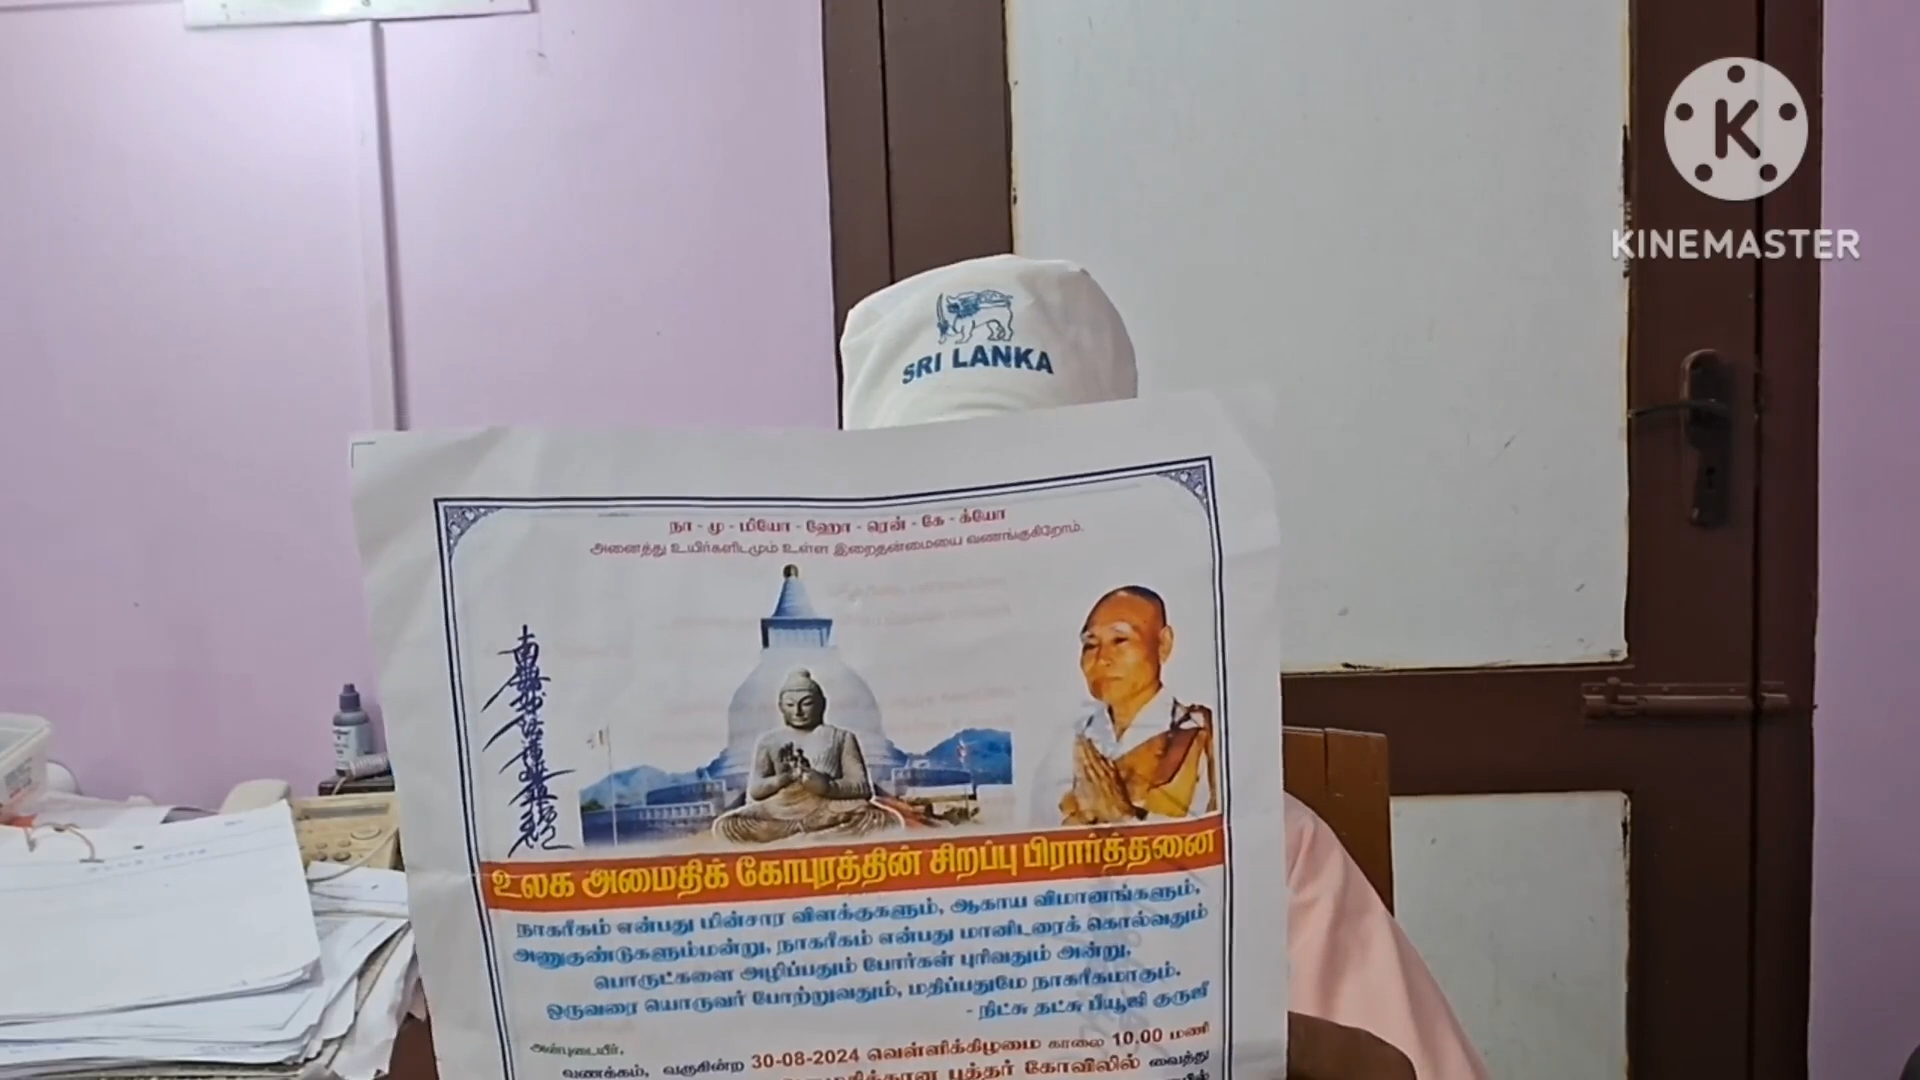 KINEMASTER
SRI LANKA
நா - மு - மியோ - ஹோ - ரென் - கே - க்யோ
அனைத்து உயிர்களிடமும் உள்ள இறைதன்மையை வணங்குகிறோம்.
உலக அமைதிக் கோபுரத்தின் சிறப்பு பிரார்த்தனை
நாகரீகம் என்பது மின்சார விளக்குகளும், ஆகாய விமானங்களும்,
அணுகுண்டுகளும்மன்று, நாகரீகம் என்பது மானிடரைக் கொல்வதும்
பொருட்களை அழிப்பதும் போர்கள் புரிவதும் அன்று,
ஒருவரை யொருவர் போற்றுவதும், மதிப்பதுமே நாகரீகமாகும்.
- நிட்சு தட்சு பீயூஜி குருஜீ
அன்புடையீர்,
வணக்கம், வருகின்ற 30-08-2024 வெள்ளிக்கிழமை காலை 10.00 மணி
புத்தர் கோவிலில் வைத்து